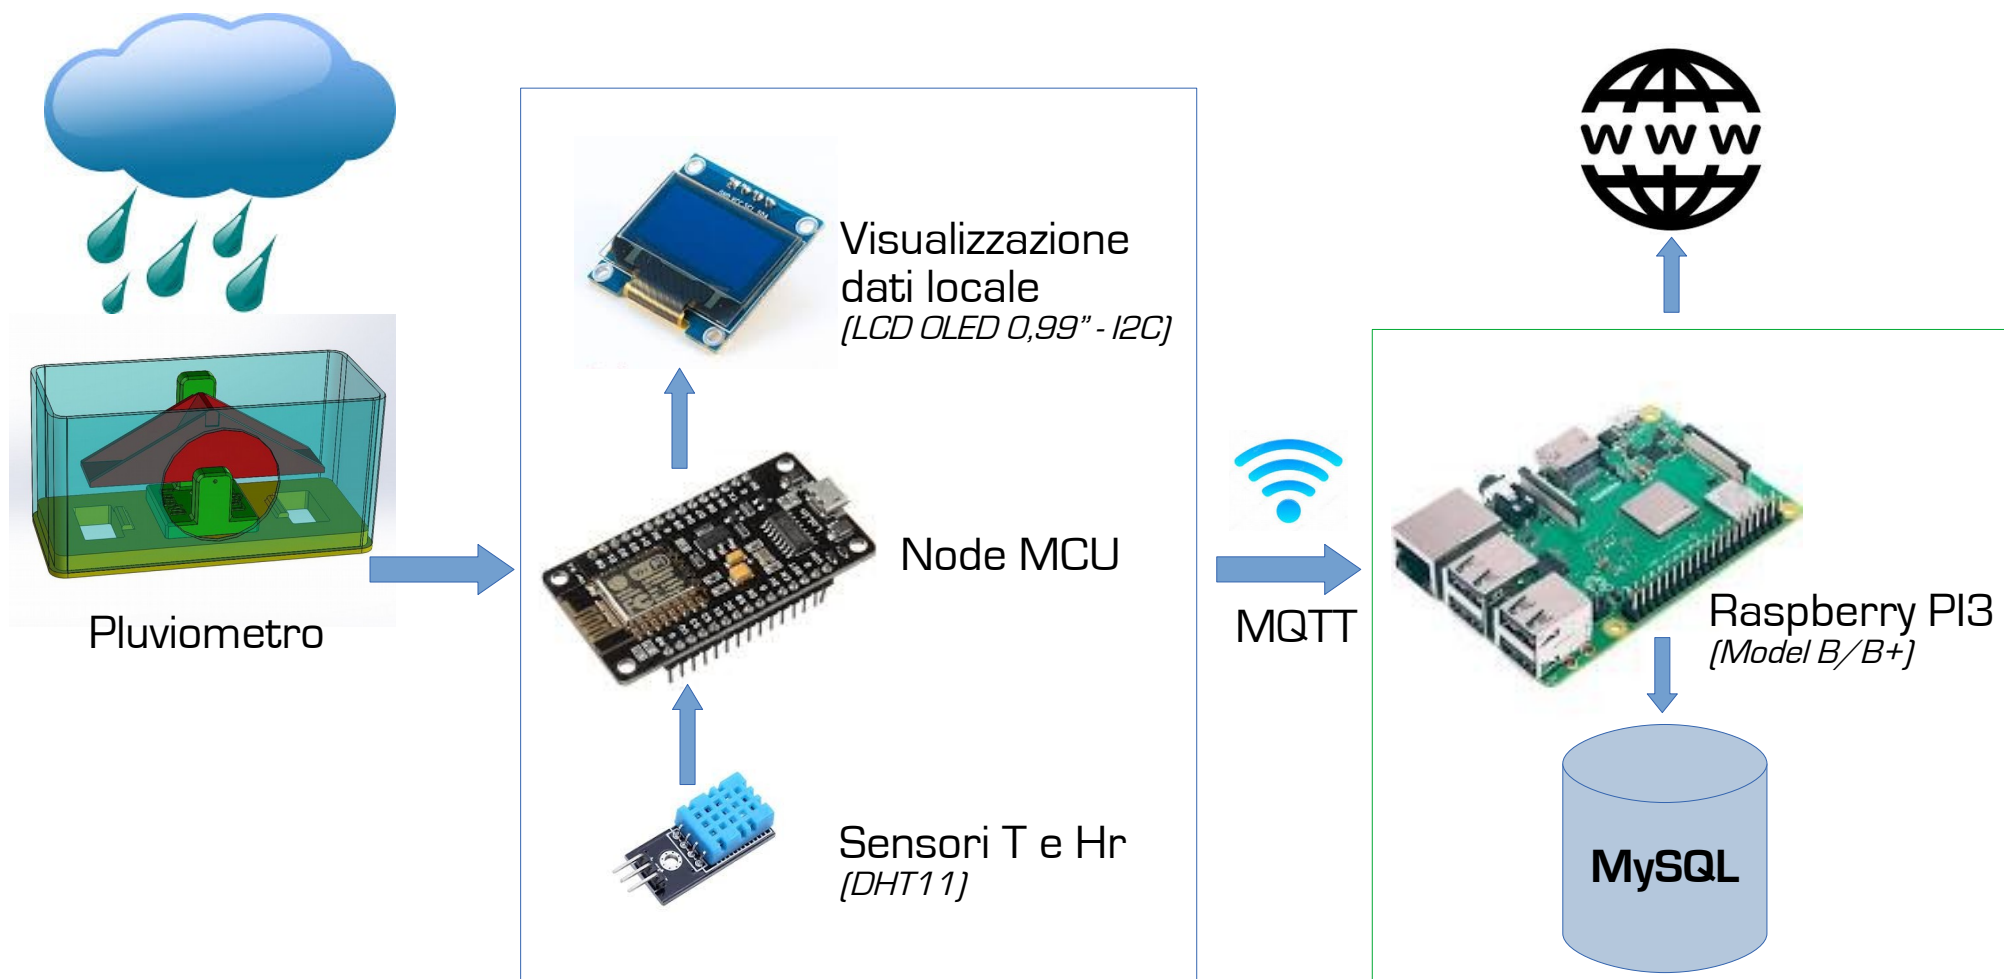 Pluviometro
Visualizzazione
dati locale
(LCD OLED 0,99" - I2C)
Node MCU
Sensori T e Hr
(DHT11)
MQTT
WWW
Raspberry PI3
(Model B/B+)
MySQL